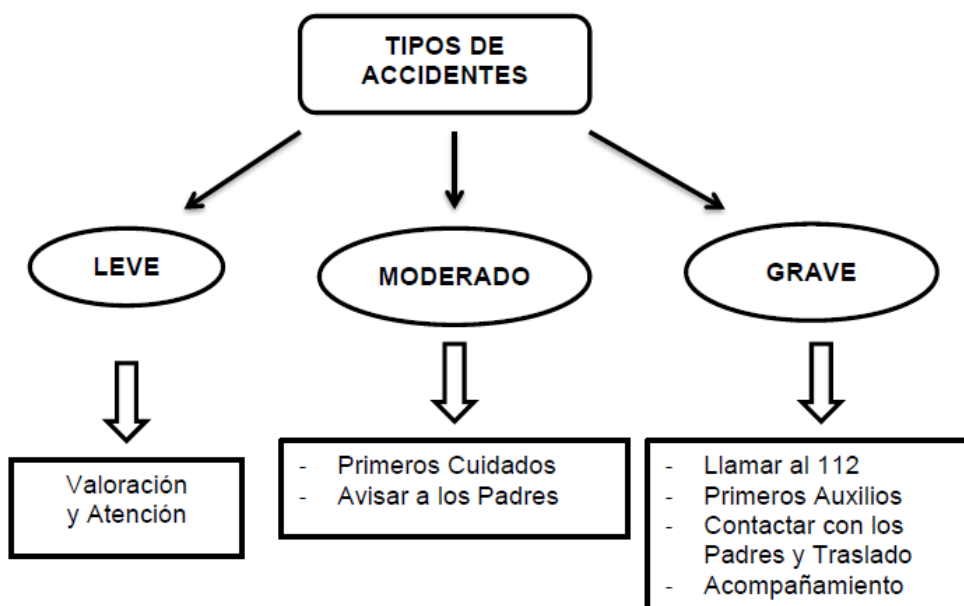 TIPOS DE
ACCIDENTES
LEVE
MODERADO
GRAVE
Valoración
y Atención
- Primeros Cuidados
- Avisar a los Padres
- Llamar al 112
- Primeros Auxilios
- Contactar con los
Padres y Traslado
- Acompañamiento